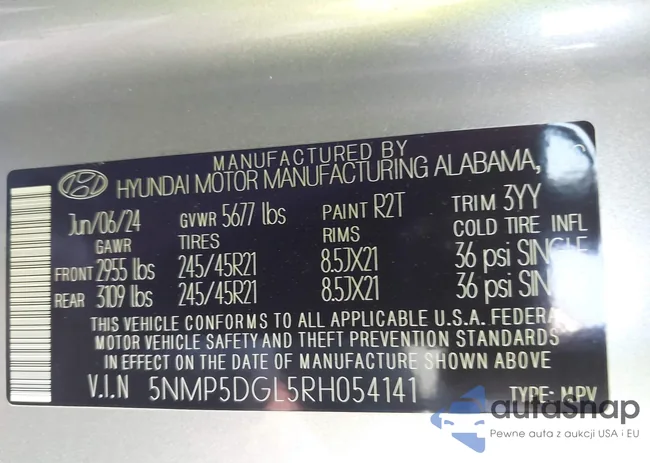 MANUFACTURED BY
HYUNDAI MOTOR MANUFACTURING ALABAMA,
Jun/06/24 GVWR 5677 lbs PAINT R2T TRIM 3YY
GAWR TIRES RIMS COLD TIRE INFL
FRONT 2955 lbs 245/45R21 8.5JX21 36 psi SINGLE
REAR 3109 lbs 245/45R21 8.5JX21 36 psi SINGLE
THIS VEHICLE CONFORMS TO ALL APPLICABLE U.S.A. FEDERAL
MOTOR VEHICLE SAFETY AND THEFT PREVENTION STANDARDS
IN EFFECT ON THE DATE OF MANUFACTURE SHOWN ABOVE
V.I.N 5NMP5DGL5RH054141 TYPE: MPV
autoSnap
Pewne auta z aukcji USA i EU